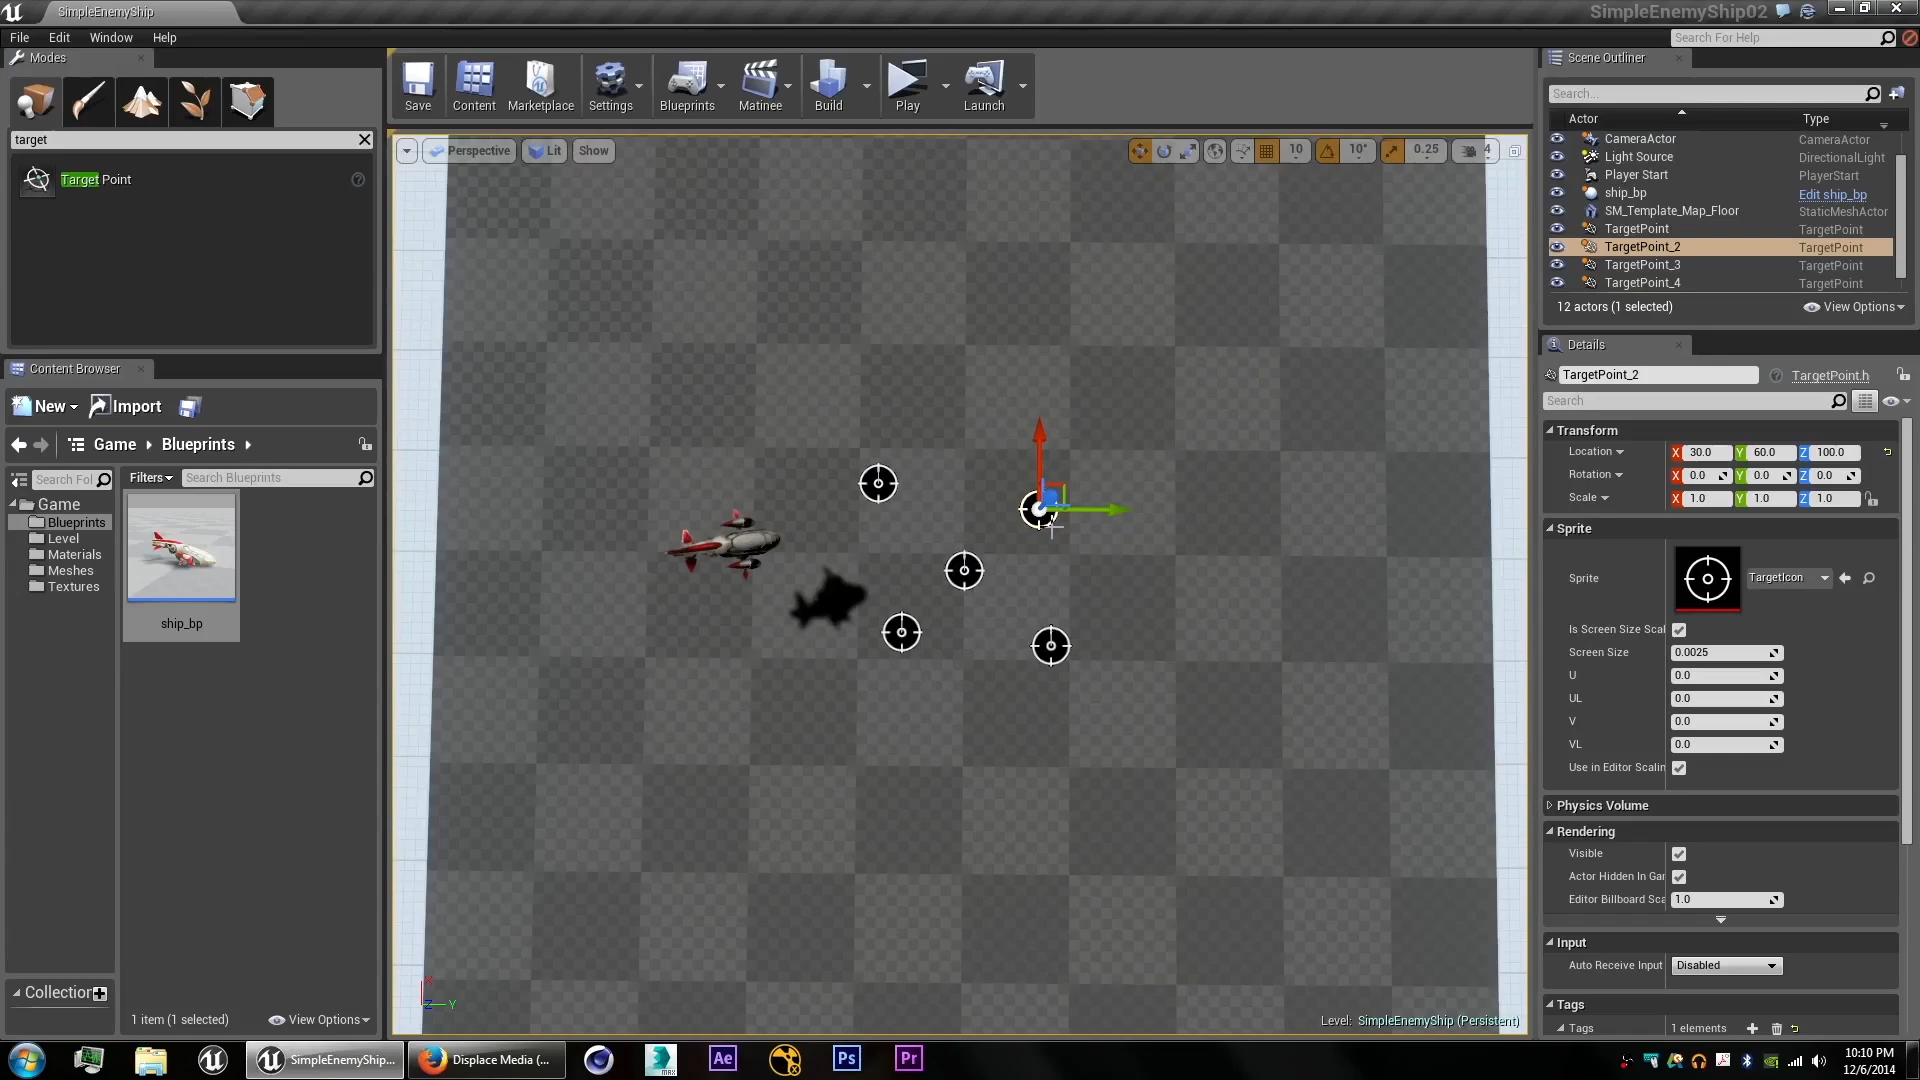 SimpleEnemyShip
SimpleEnemyShip02
File Edit Window Help
Search For Help
Modes
target
Target Point
Save
Content
Marketplace
Settings
Blueprints
Matinee
Build
Play
Launch
Perspective
Lit
Show
10
10°
0.25
4
Scene Outliner
Search...
Actor Type
CameraActor CameraActor
Light Source DirectionalLight
Player Start PlayerStart
ship_bp Edit ship_bp
SM_Template_Map_Floor StaticMeshActor
TargetPoint TargetPoint
TargetPoint_2 TargetPoint
TargetPoint_3 TargetPoint
TargetPoint_4 TargetPoint
12 actors (1 selected) View Options
Details
TargetPoint_2 TargetPoint.h
Search
Transform
Location X 30.0 Y 60.0 Z 100.0
Rotation X 0.0 Y 0.0 Z 0.0
Scale X 1.0 Y 1.0 Z 1.0
Sprite
Sprite TargetIcon
Is Screen Size Scal
Screen Size 0.0025
U 0.0
UL 0.0
V 0.0
VL 0.0
Use in Editor Scalin
Physics Volume
Rendering
Visible
Actor Hidden In Gar
Editor Billboard Sca 1.0
Input
Auto Receive Input Disabled
Tags
Tags 1 elements
Content Browser
New Import
Game Blueprints
Search Fol
Filters Search Blueprints
Game
Blueprints
Level
Materials
Meshes
Textures
ship_bp
Collection
1 item (1 selected) View Options
X
Z Y
Level: SimpleEnemyShip (Persistent)
SimpleEnemyShip...
Displace Media (...
MAX
Ae
Ps
Pr
10:10 PM
12/6/2014